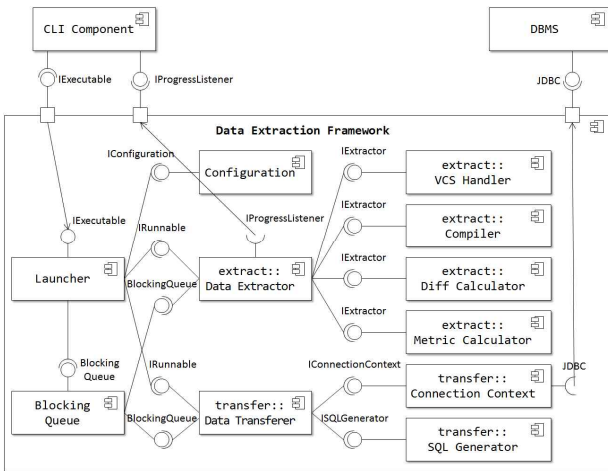 CLI Component
DBMS
IExecutable
IProgressListener
JDBC
Data Extraction Framework
IConfiguration
Configuration
IExtractor
extract::
VCS Handler
IExecutable
IRunnable
IProgressListener
IExtractor
extract::
Compiler
Launcher
BlockingQueue
extract::
Data Extractor
IExtractor
extract::
Diff Calculator
IExtractor
extract::
Metric Calculator
Blocking
Queue
IRunnable
IConnectionContext
JDBC
Blocking
Queue
BlockingQueue
transfer::
Data Transferer
transfer::
Connection Context
ISQLGenerator
transfer::
SQL Generator